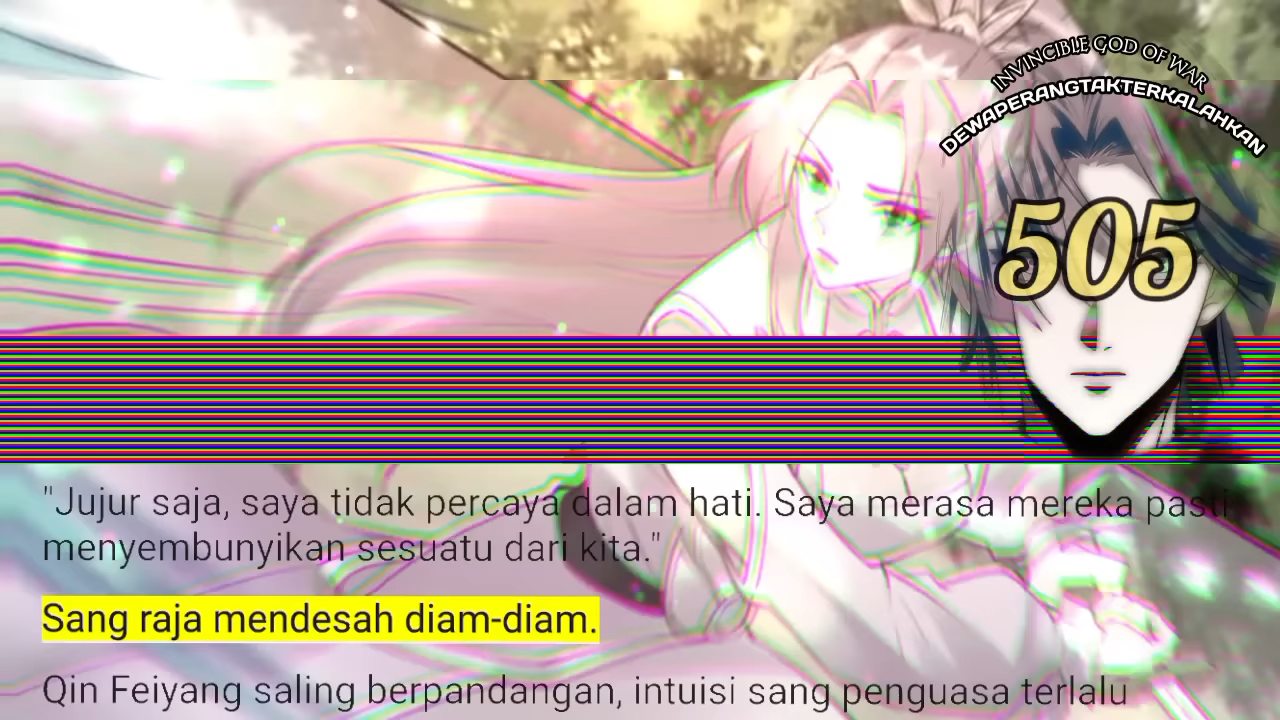 INVINCIBLE GOD OF WAR
DEWAPERANGTAKTERKALAHKAN
505
"Jujur saja, saya tidak percaya dalam hati. Saya merasa mereka pasti
menyembunyikan sesuatu dari kita."
Sang raja mendesah diam-diam.
Qin Feiyang saling berpandangan, intuisi sang penguasa terlalu